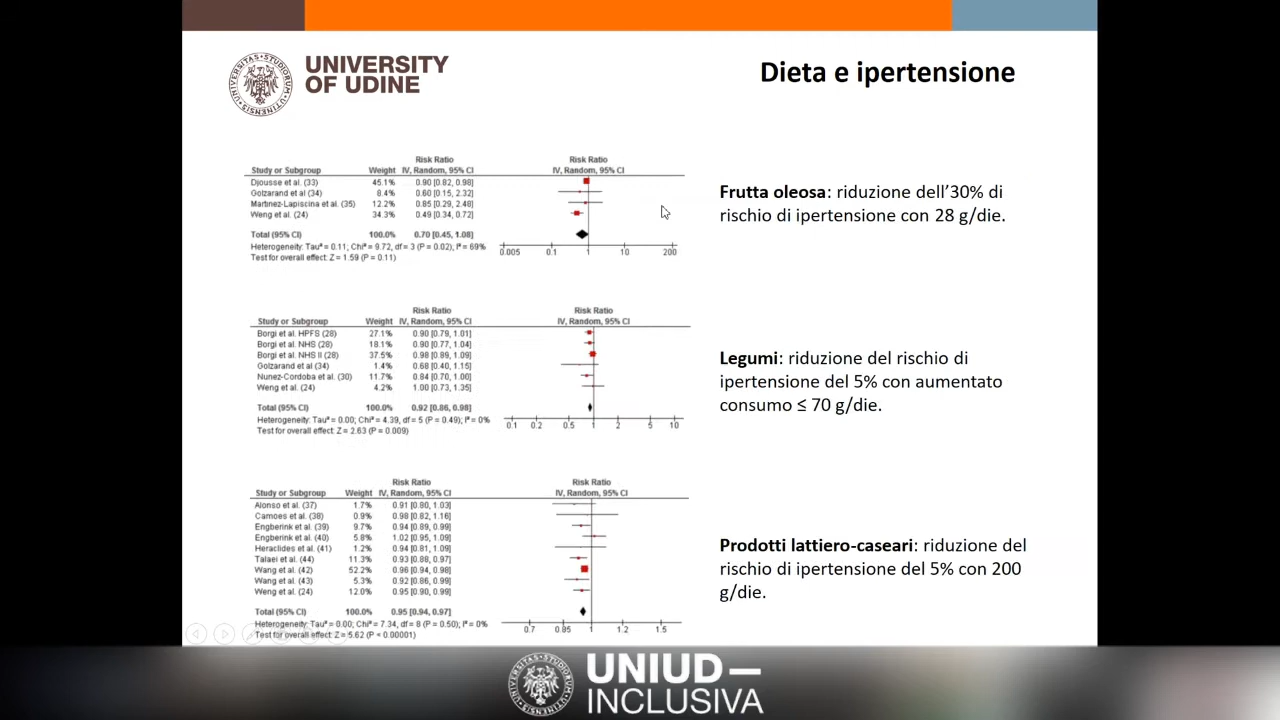 UNIVERSITY
OF UDINE
Dieta e ipertensione
Risk Ratio Risk Ratio
Study or Subgroup Weight IV, Random, 95% CI IV, Random, 95% CI
Djousse et al. (33) 45.1% 0.90 [0.82, 0.98]
Golzarand et al (34) 8.4% 0.60 [0.15, 2.32]
Martinez-Lapiscina et al. (35) 12.2% 0.85 [0.29, 2.48]
Weng et al. (24) 34.3% 0.49 [0.34, 0.72]
Total (95% CI) 100.0% 0.70 [0.45, 1.08]
Heterogeneity: Tau² = 0.11; Chi² = 9.72, df = 3 (P = 0.02); I² = 69%
Test for overall effect: Z = 1.59 (P = 0.11)
0.005 0.1 1 10 200
Frutta oleosa: riduzione dell'30% di
rischio di ipertensione con 28 g/die.
Risk Ratio Risk Ratio
Study or Subgroup Weight IV, Random, 95% CI IV, Random, 95% CI
Borgi et al. HPFS (28) 27.1% 0.90 [0.79, 1.01]
Borgi et al. NHS (28) 18.1% 0.90 [0.77, 1.04]
Borgi et al. NHS II (28) 37.5% 0.98 [0.89, 1.09]
Golzarand et al (34) 1.4% 0.68 [0.40, 1.15]
Nunez-Cordoba et al. (30) 11.7% 0.84 [0.70, 1.00]
Weng et al. (24) 4.2% 1.00 [0.73, 1.35]
Total (95% CI) 100.0% 0.92 [0.86, 0.98]
Heterogeneity: Tau² = 0.00; Chi² = 4.39, df = 5 (P = 0.49); I² = 0%
Test for overall effect: Z = 2.63 (P = 0.009)
0.1 0.2 0.5 1 2 5 10
Legumi: riduzione del rischio di
ipertensione del 5% con aumentato
consumo ≤ 70 g/die.
Risk Ratio Risk Ratio
Study or Subgroup Weight IV, Random, 95% CI IV, Random, 95% CI
Alonso et al. (37) 1.7% 0.91 [0.80, 1.03]
Camoes et al. (38) 0.9% 0.98 [0.82, 1.16]
Engberink et al. (39) 9.7% 0.94 [0.89, 0.99]
Engberink et al. (40) 5.8% 1.02 [0.95, 1.09]
Heraclides et al. (41) 1.2% 0.94 [0.81, 1.09]
Talaei et al. (44) 11.3% 0.93 [0.88, 0.97]
Wang et al. (42) 52.2% 0.96 [0.94, 0.98]
Wang et al. (43) 5.3% 0.92 [0.86, 0.99]
Weng et al. (24) 12.0% 0.95 [0.90, 0.99]
Total (95% CI) 100.0% 0.95 [0.94, 0.97]
Heterogeneity: Tau² = 0.00; Chi² = 7.34, df = 8 (P = 0.50); I² = 0%
Test for overall effect: Z = 5.62 (P < 0.00001)
0.7 0.85 1 1.2 1.5
Prodotti lattiero-caseari: riduzione del
rischio di ipertensione del 5% con 200
g/die.
UNIUD—
INCLUSIVA